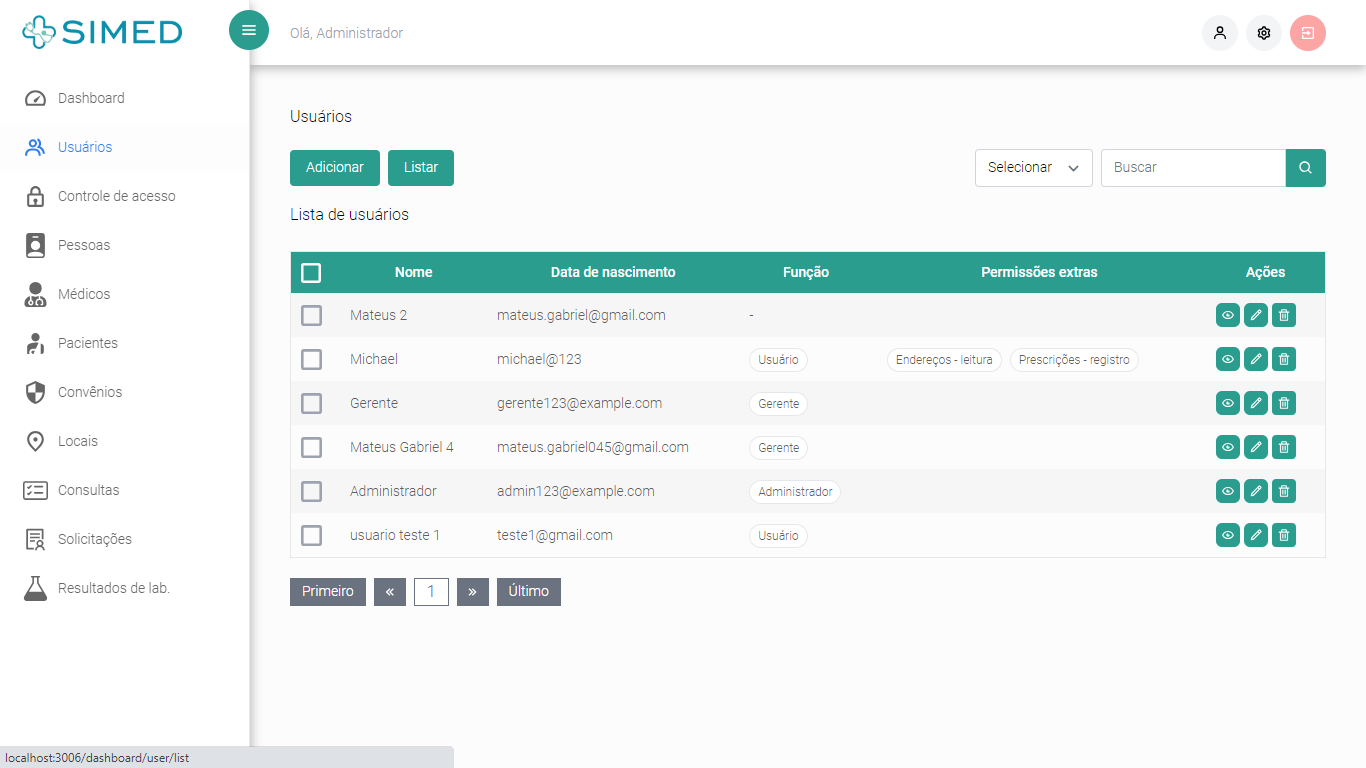 SIMED
Olá, Administrador
Dashboard
Usuários
Controle de acesso
Pessoas
Médicos
Pacientes
Convênios
Locais
Consultas
Solicitações
Resultados de lab.
Usuários
Adicionar Listar Selecionar Buscar
Lista de usuários
Nome Data de nascimento Função Permissões extras Ações
Mateus 2 mateus.gabriel@gmail.com -
Michael michael@123 Usuário Endereços - leitura Prescrições - registro
Gerente gerente123@example.com Gerente
Mateus Gabriel 4 mateus.gabriel045@gmail.com Gerente
Administrador admin123@example.com Administrador
usuario teste 1 teste1@gmail.com Usuário
Primeiro « 1 » Último
localhost:3006/dashboard/user/list